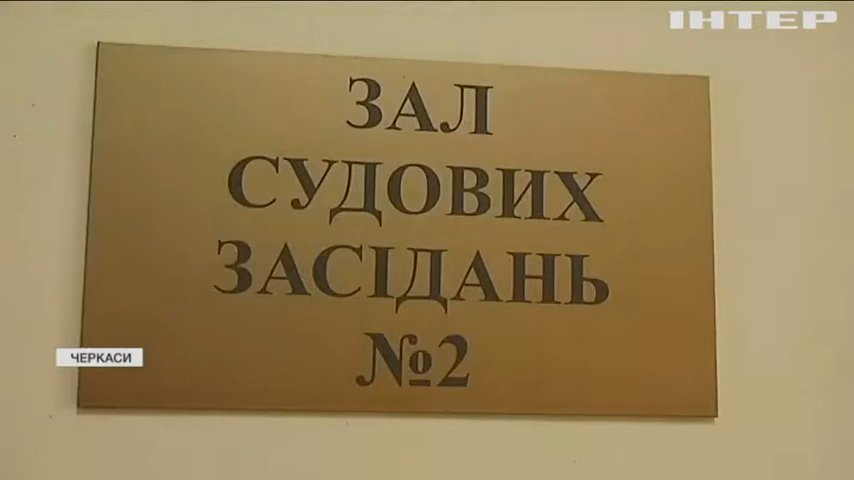 ІНТЕР
ЗАЛ
СУДОВИХ
ЗАСІДАНЬ
№2
ЧЕРКАСИ